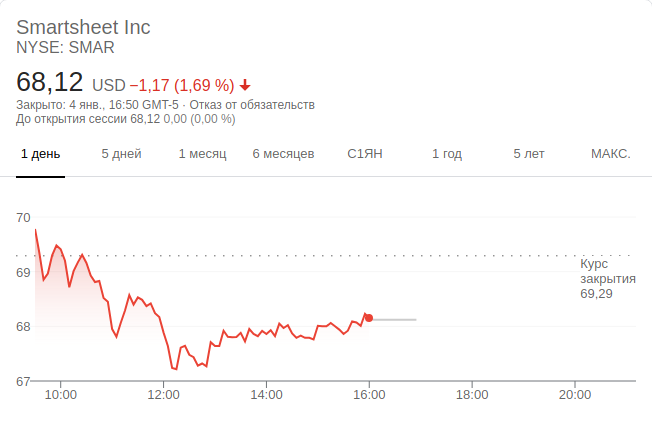 Smartsheet Inc
NYSE: SMAR
68,12 USD −1,17 (1,69 %)
Закрыто: 4 янв., 16:50 GMT-5 · Отказ от обязательств
До открытия сессии 68,12 0,00 (0,00 %)
1 день 5 дней 1 месяц 6 месяцев С1ЯН 1 год 5 лет МАКС.
70
69
68
67
Курс
закрытия
69,29
10:00 12:00 14:00 16:00 18:00 20:00